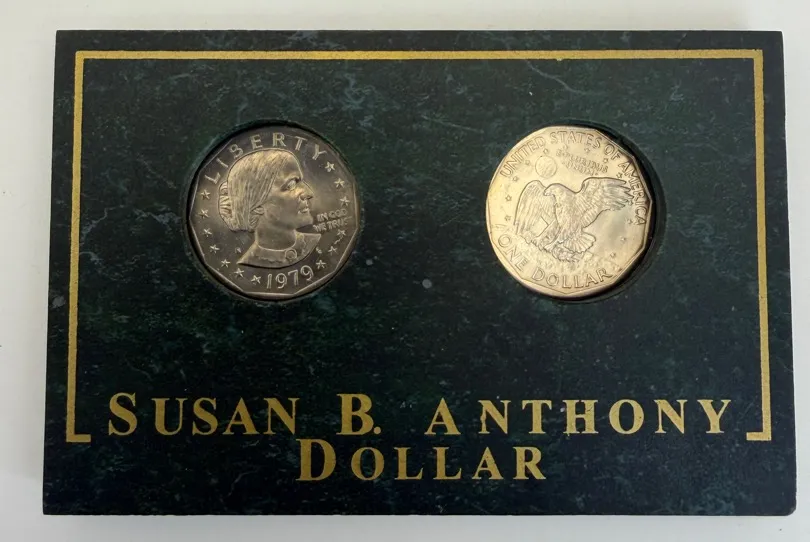 LIBERTY
IN GOD
WE TRUST
1979
UNITED STATES OF AMERICA
E PLURIBUS
UNUM
ONE DOLLAR
SUSAN B. ANTHONY
DOLLAR